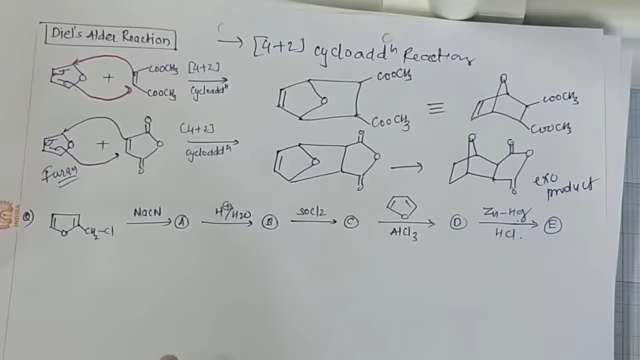 Diel's Alder Reaction → [4+2] cycloaddⁿ Reaction
+ COOCH₃ COOCH₃ [4+2] cycloaddⁿ COOCH₃ COOCH₃ ≡ COOCH₃ COOCH₃
Furan + [4+2] cycloaddⁿ → exo product
Q) CH₂-Cl NaCN A H⊕/H₂O B SOCl2 C AlCl₃ D Zn-Hg HCl. E